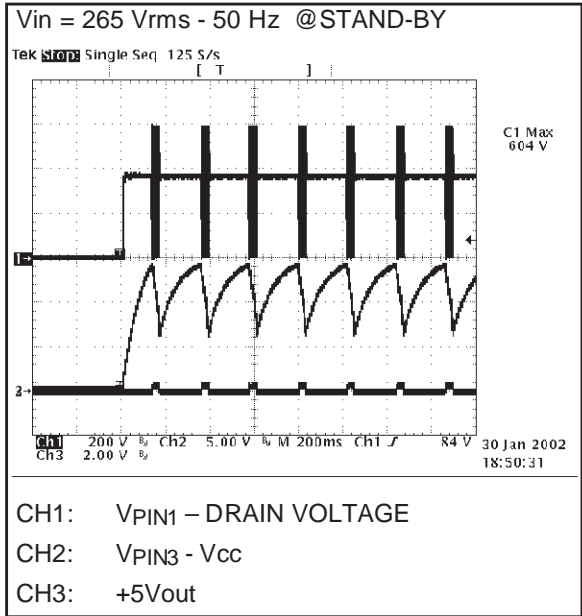 Vin = 265 Vrms - 50 Hz @STAND-BY
Tek Stop: Single Seq 125 S/s
[ T ]
C1 Max
604 V
1→
2→
Ch1 200 V Ch2 5.00 V M 200ms Ch1 84 V
Ch3 2.00 V
30 Jan 2002
18:50:31
CH1: VPIN1 – DRAIN VOLTAGE
CH2: VPIN3 - Vcc
CH3: +5Vout